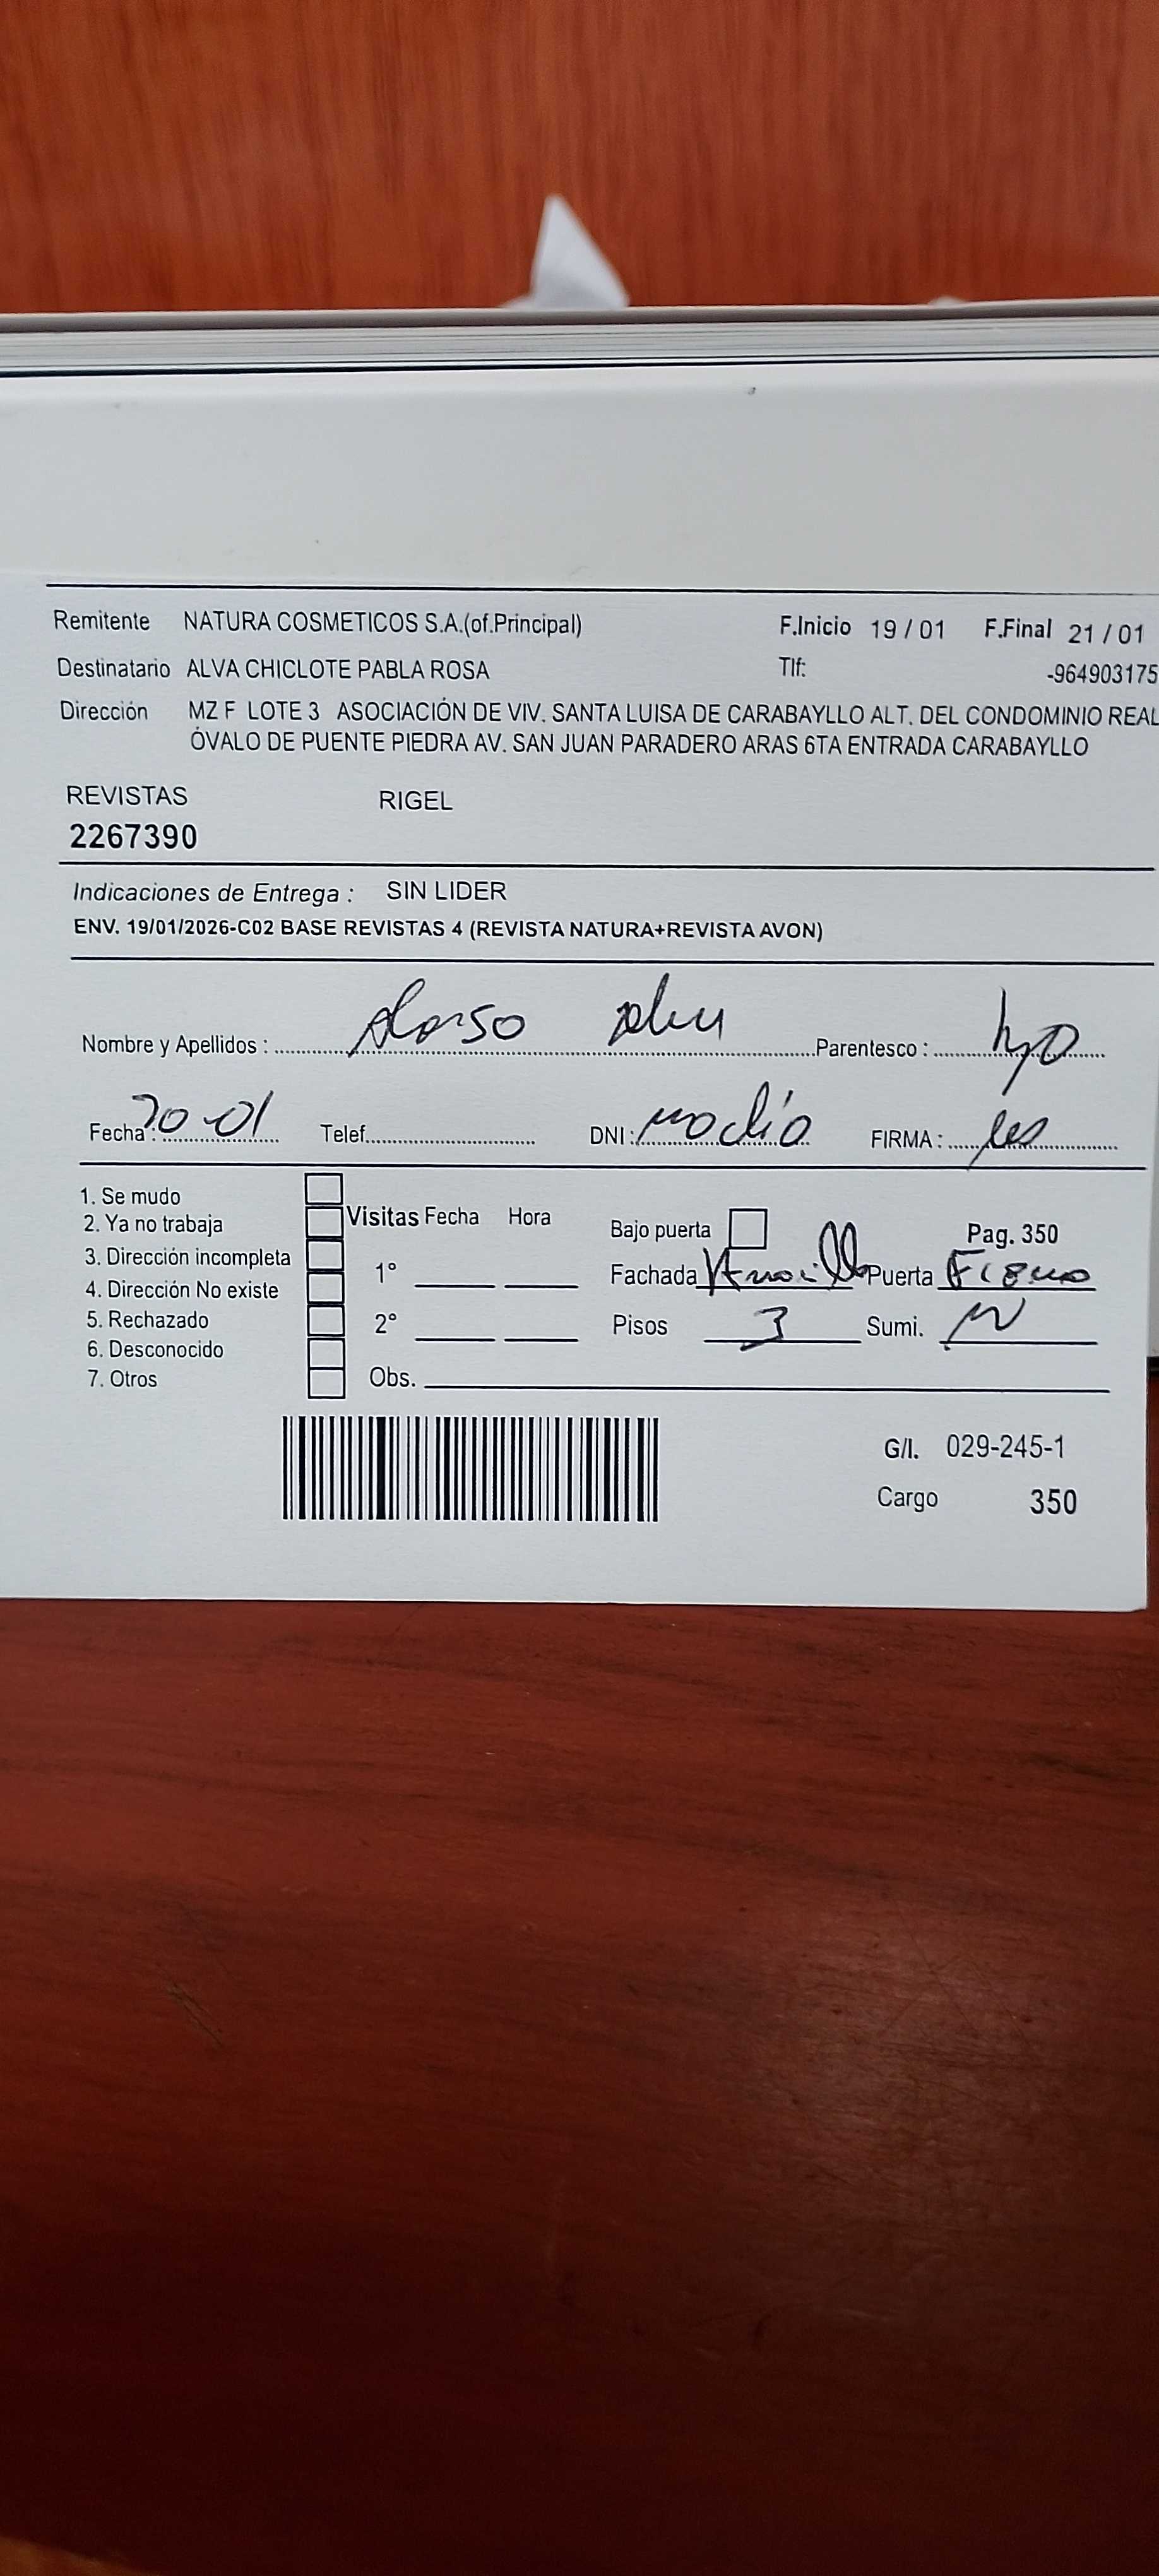 Remitente NATURA COSMETICOS S.A.(of.Principal) F.Inicio 19 / 01 F.Final 21 / 01
Destinatario ALVA CHICLOTE PABLA ROSA Tlf: -964903175
Dirección MZ F LOTE 3 ASOCIACIÓN DE VIV. SANTA LUISA DE CARABAYLLO ALT. DEL CONDOMINIO REAL
ÓVALO DE PUENTE PIEDRA AV. SAN JUAN PARADERO ARAS 6TA ENTRADA CARABAYLLO
REVISTAS RIGEL
2267390
Indicaciones de Entrega : SIN LIDER
ENV. 19/01/2026-C02 BASE REVISTAS 4 (REVISTA NATURA+REVISTA AVON)
Nombre y Apellidos : Parentesco : hijo
Fecha : 20-01 Telef. DNI: no dio FIRMA :
1. Se mudo
2. Ya no trabaja Visitas Fecha Hora Bajo puerta Pag. 350
3. Dirección incompleta 1° Fachada Puerta Fierro
4. Dirección No existe
5. Rechazado 2° Pisos 3 Sumi.
6. Desconocido
7. Otros Obs.
G/I. 029-245-1
Cargo 350